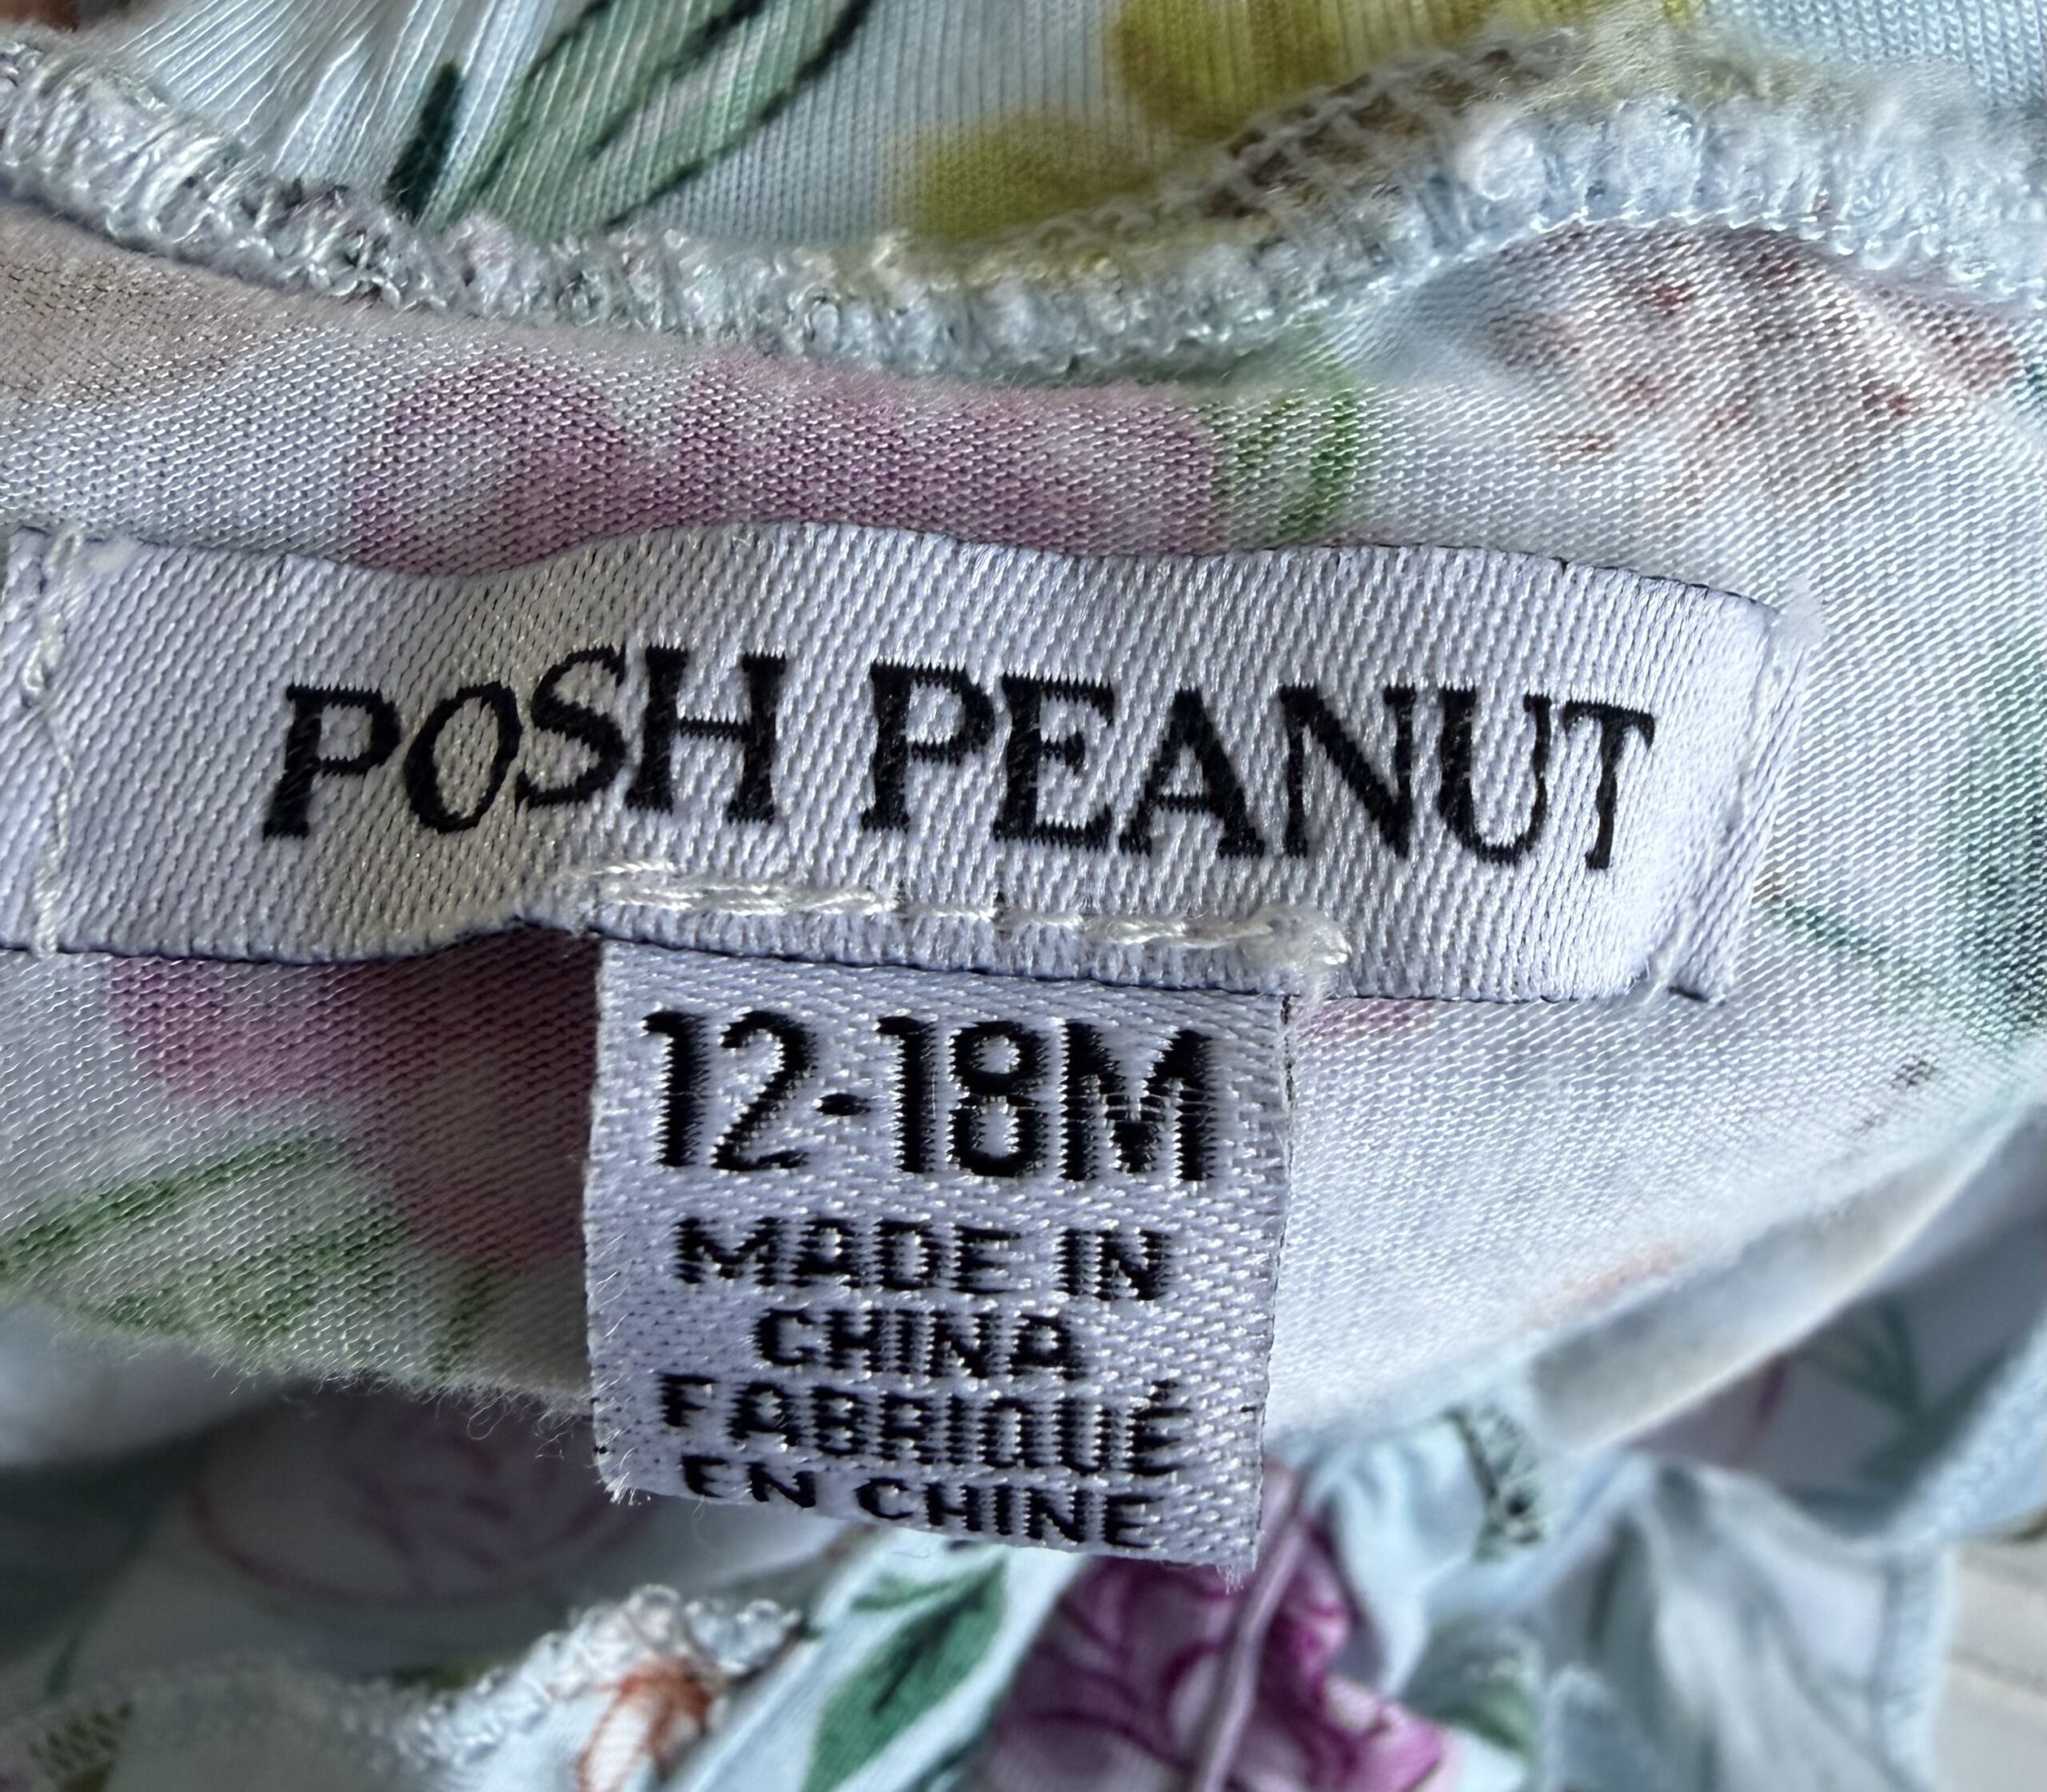 POSH PEANUT
12-18M
MADE IN
CHINA
FABRIQUÉ
EN CHINE